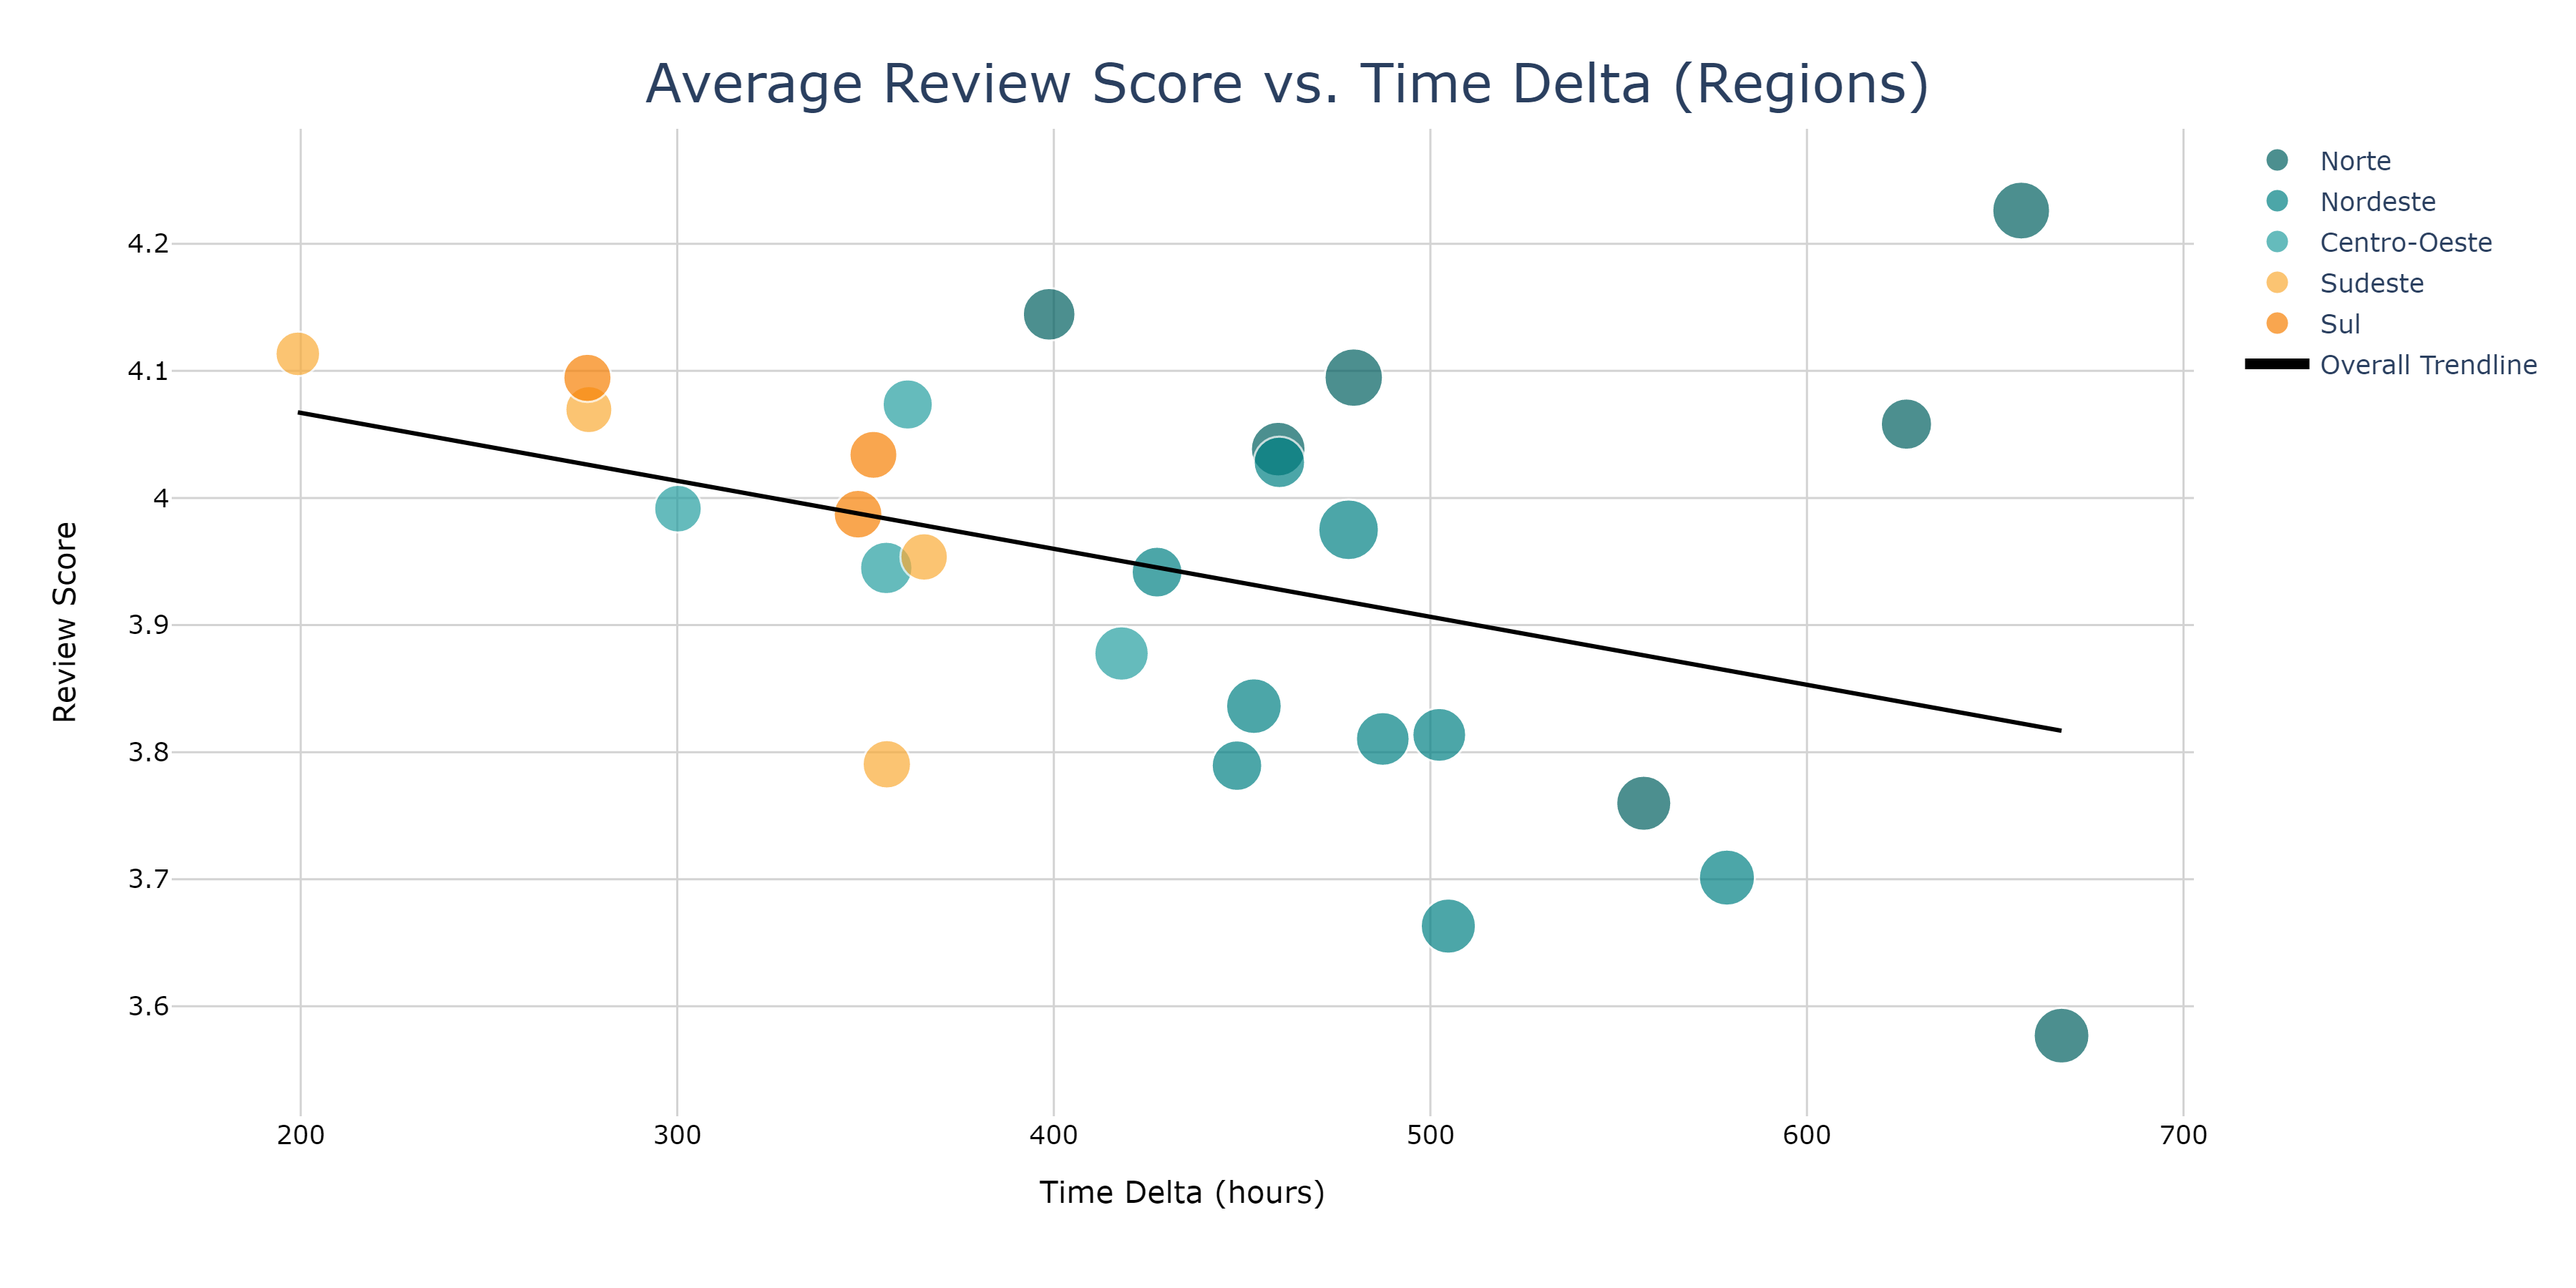 Average Review Score vs. Time Delta (Regions)
Norte
Nordeste
Centro-Oeste
Sudeste
Sul
Overall Trendline
Review Score
4.2
4.1
4
3.9
3.8
3.7
3.6
200 300 400 500 600 700
Time Delta (hours)